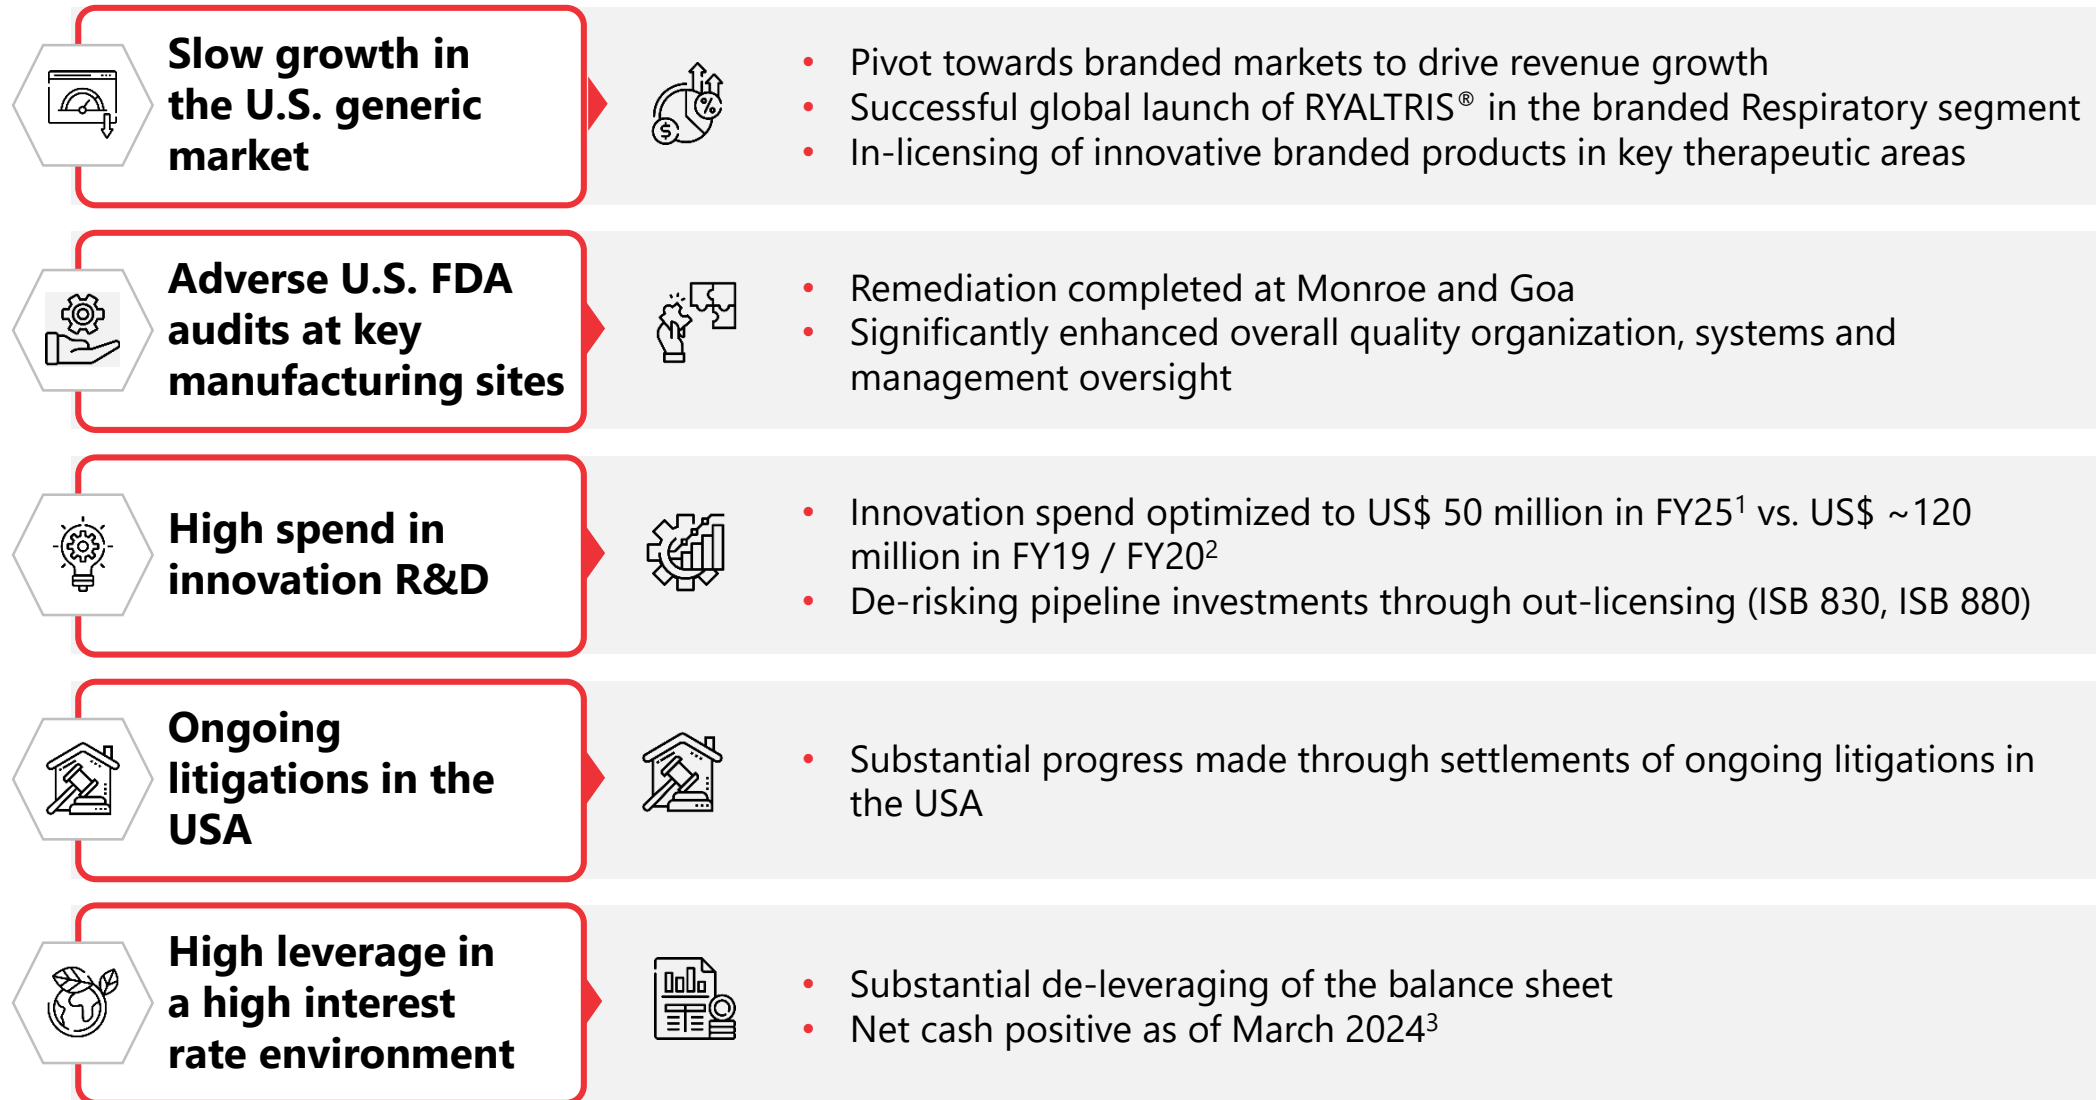 Slow growth in
the U.S. generic
market
• Pivot towards branded markets to drive revenue growth
• Successful global launch of RYALTRIS® in the branded Respiratory segment
• In-licensing of innovative branded products in key therapeutic areas
Adverse U.S. FDA
audits at key
manufacturing sites
• Remediation completed at Monroe and Goa
• Significantly enhanced overall quality organization, systems and
management oversight
High spend in
innovation R&D
• Innovation spend optimized to US$ 50 million in FY25¹ vs. US$ ~120
million in FY19 / FY20²
• De-risking pipeline investments through out-licensing (ISB 830, ISB 880)
Ongoing
litigations in the
USA
• Substantial progress made through settlements of ongoing litigations in
the USA
High leverage in
a high interest
rate environment
• Substantial de-leveraging of the balance sheet
• Net cash positive as of March 2024³